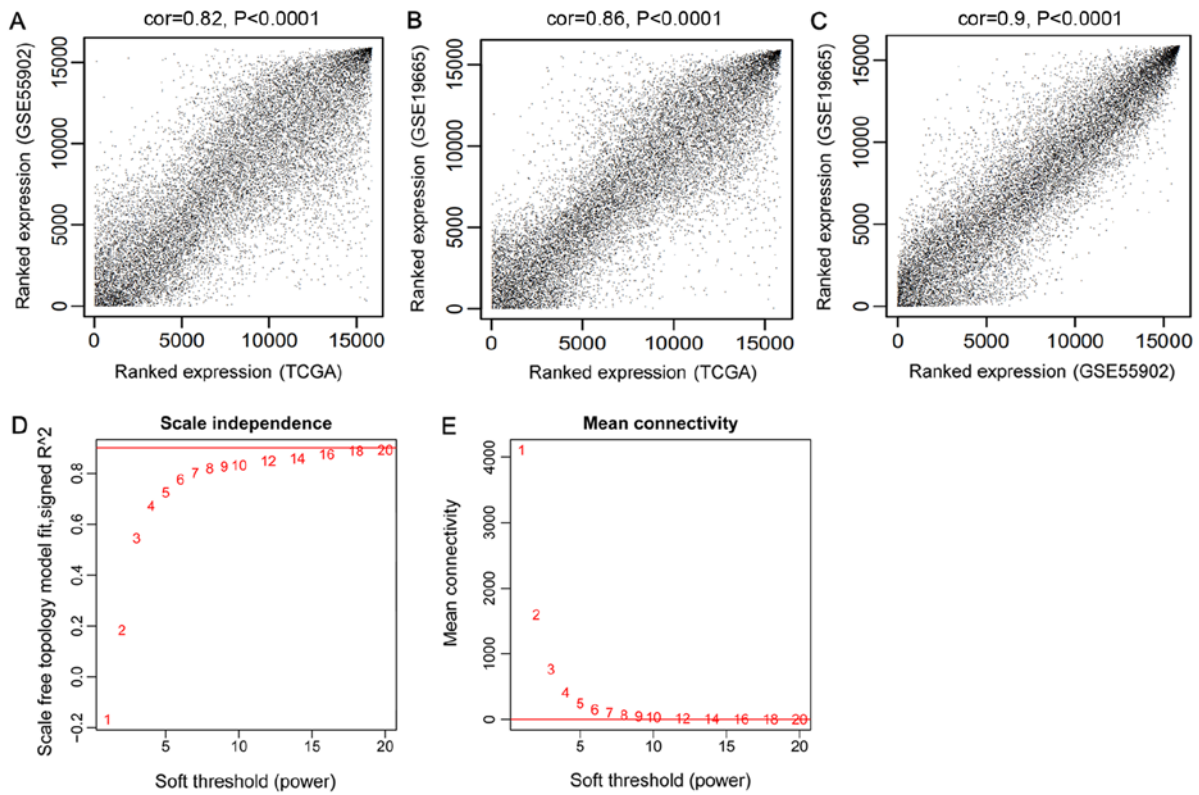 A
cor=0.82, P<0.0001
Ranked expression (GSE55902)
15000
10000
5000
0
0 5000 10000 15000
Ranked expression (TCGA)
B
cor=0.86, P<0.0001
Ranked expression (GSE19665)
15000
10000
5000
0
0 5000 10000 15000
Ranked expression (TCGA)
C
cor=0.9, P<0.0001
Ranked expression (GSE19665)
15000
10000
5000
0
0 5000 10000 15000
Ranked expression (GSE55902)
D
Scale independence
Scale free topology model fit,signed R^2
0.8
0.6
0.4
0.2
0.0
−0.2
1 2 3 4 5 6 7 8 9 10 12 14 16 18 20
5 10 15 20
Soft threshold (power)
E
Mean connectivity
Mean connectivity
4000
3000
2000
1000
0
1 2 3 4 5 6 7 8 9 10 12 14 16 18 20
5 10 15 20
Soft threshold (power)